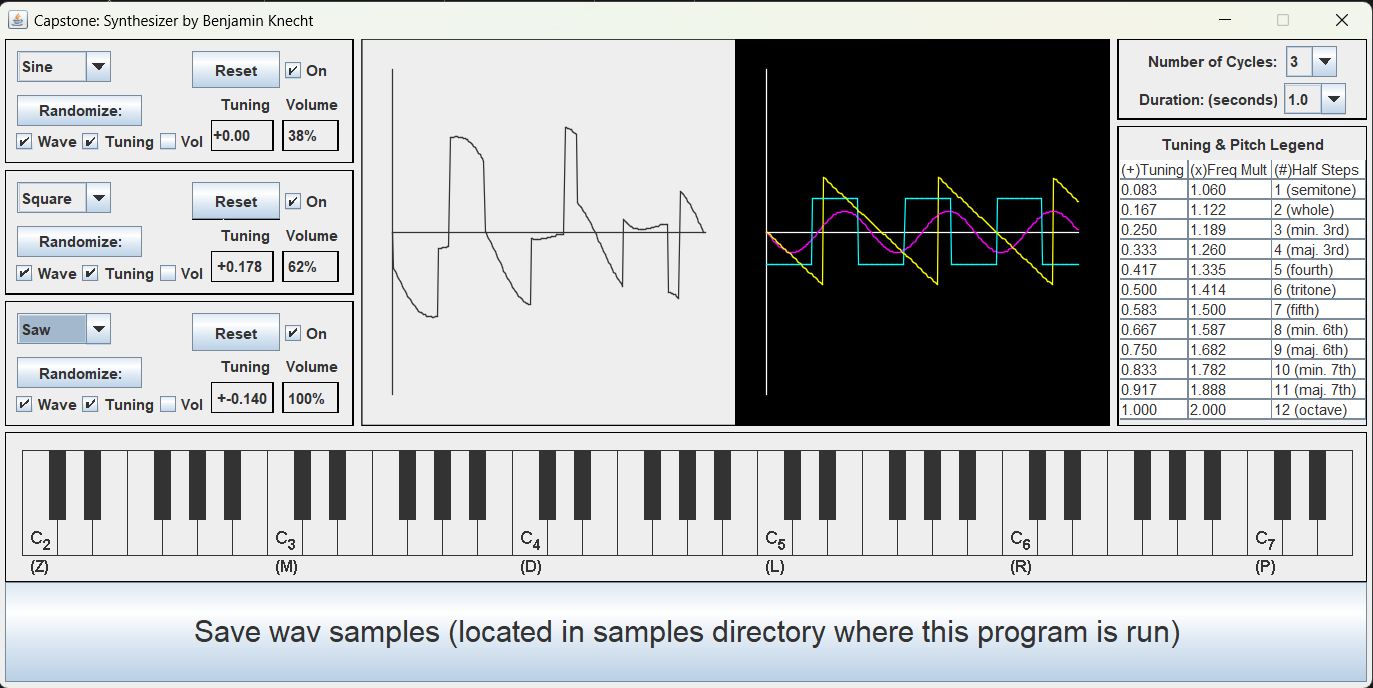 Capstone: Synthesizer by Benjamin Knecht
Sine
Reset
On
Randomize:
Tuning
Volume
Wave
Tuning
Vol
+0.00
38%
Square
Reset
On
Randomize:
Tuning
Volume
Wave
Tuning
Vol
+0.178
62%
Saw
Reset
On
Randomize:
Tuning
Volume
Wave
Tuning
Vol
+-0.140
100%
Number of Cycles: 3
Duration: (seconds) 1.0
Tuning & Pitch Legend
(+)Tuning (x)Freq Mult (#)Half Steps
0.083 1.060 1 (semitone)
0.167 1.122 2 (whole)
0.250 1.189 3 (min. 3rd)
0.333 1.260 4 (maj. 3rd)
0.417 1.335 5 (fourth)
0.500 1.414 6 (tritone)
0.583 1.500 7 (fifth)
0.667 1.587 8 (min. 6th)
0.750 1.682 9 (maj. 6th)
0.833 1.782 10 (min. 7th)
0.917 1.888 11 (maj. 7th)
1.000 2.000 12 (octave)
C2 C3 C4 C5 C6 C7
(Z) (M) (D) (L) (R) (P)
Save wav samples (located in samples directory where this program is run)